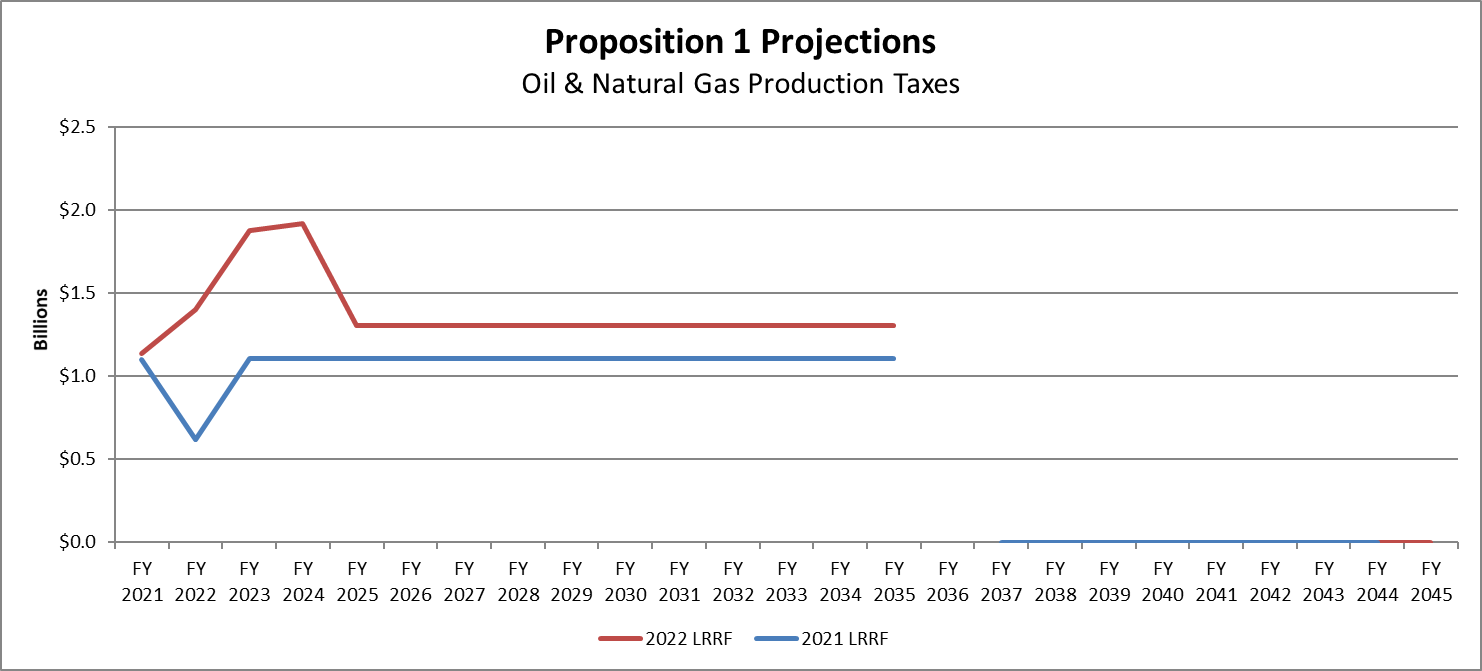 Proposition 1 Projections
Oil & Natural Gas Production Taxes
Billions
$2.5
$2.0
$1.5
$1.0
$0.5
$0.0
FY FY FY FY FY FY FY FY FY FY FY FY FY FY FY FY FY FY FY FY FY FY FY FY FY
2021 2022 2023 2024 2025 2026 2027 2028 2029 2030 2031 2032 2033 2034 2035 2036 2037 2038 2039 2040 2041 2042 2043 2044 2045
2022 LRRF 2021 LRRF